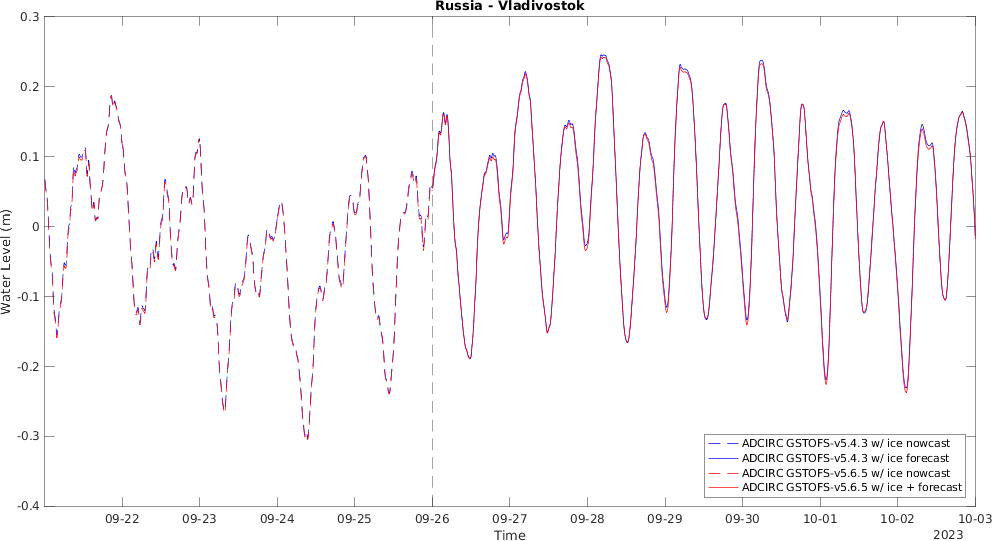 Russia - Vladivostok
Water Level (m)
0.3
0.2
0.1
0
-0.1
-0.2
-0.3
-0.4
09-22 09-23 09-24 09-25 09-26 09-27 09-28 09-29 09-30 10-01 10-02 10-03
Time
2023
ADCIRC GSTOFS-v5.4.3 w/ ice nowcast
ADCIRC GSTOFS-v5.4.3 w/ ice forecast
ADCIRC GSTOFS-v5.6.5 w/ ice nowcast
ADCIRC GSTOFS-v5.6.5 w/ ice + forecast